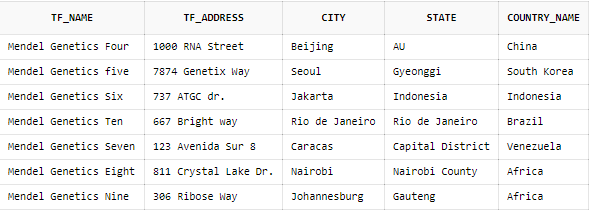 TF_NAME TF_ADDRESS CITY STATE COUNTRY_NAME
Mendel Genetics Four 1000 RNA Street Beijing AU China
Mendel Genetics five 7874 Genetix Way Seoul Gyeonggi South Korea
Mendel Genetics Six 737 ATGC dr. Jakarta Indonesia Indonesia
Mendel Genetics Ten 667 Bright way Rio de Janeiro Rio de Janeiro Brazil
Mendel Genetics Seven 123 Avenida Sur 8 Caracas Capital District Venezuela
Mendel Genetics Eight 811 Crystal Lake Dr. Nairobi Nairobi County Africa
Mendel Genetics Nine 306 Ribose Way Johannesburg Gauteng Africa